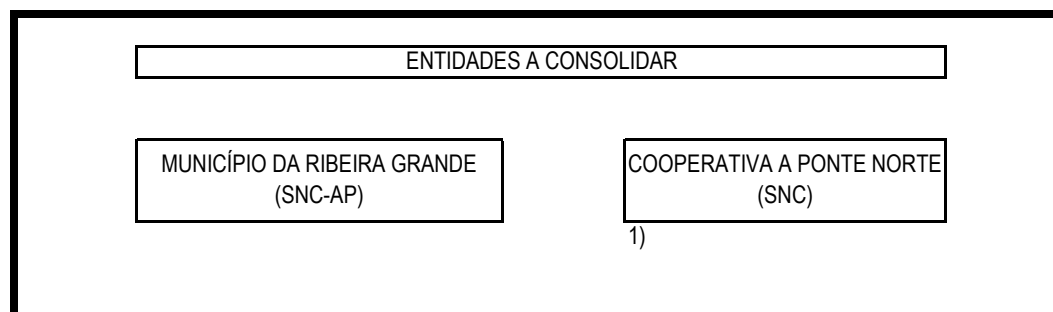 ENTIDADES A CONSOLIDAR
MUNICÍPIO DA RIBEIRA GRANDE
(SNC-AP)
COOPERATIVA A PONTE NORTE
(SNC)
1)